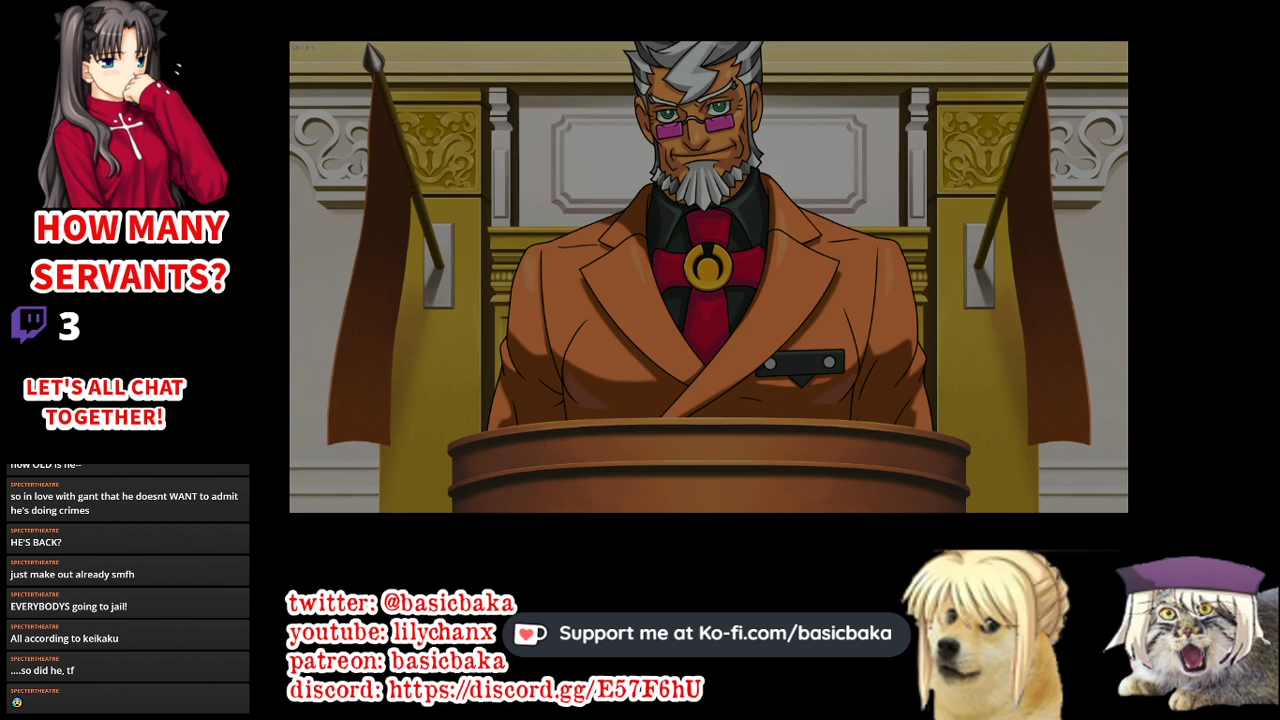 HOW MANY
SERVANTS?
3
LET'S ALL CHAT
TOGETHER!
how OLD is he--
SPECTERTHEATRE
so in love with gant that he doesnt WANT to admit
he's doing crimes
SPECTERTHEATRE
HE'S BACK?
SPECTERTHEATRE
just make out already smfh
SPECTERTHEATRE
EVERYBODYS going to jail!
SPECTERTHEATRE
All according to keikaku
SPECTERTHEATRE
....so did he, tf
SPECTERTHEATRE
😰
twitter: @basicbaka
youtube: lilychanx
patreon: basicbaka
discord: https://discord.gg/E57F6hU
Support me at Ko-fi.com/basicbaka